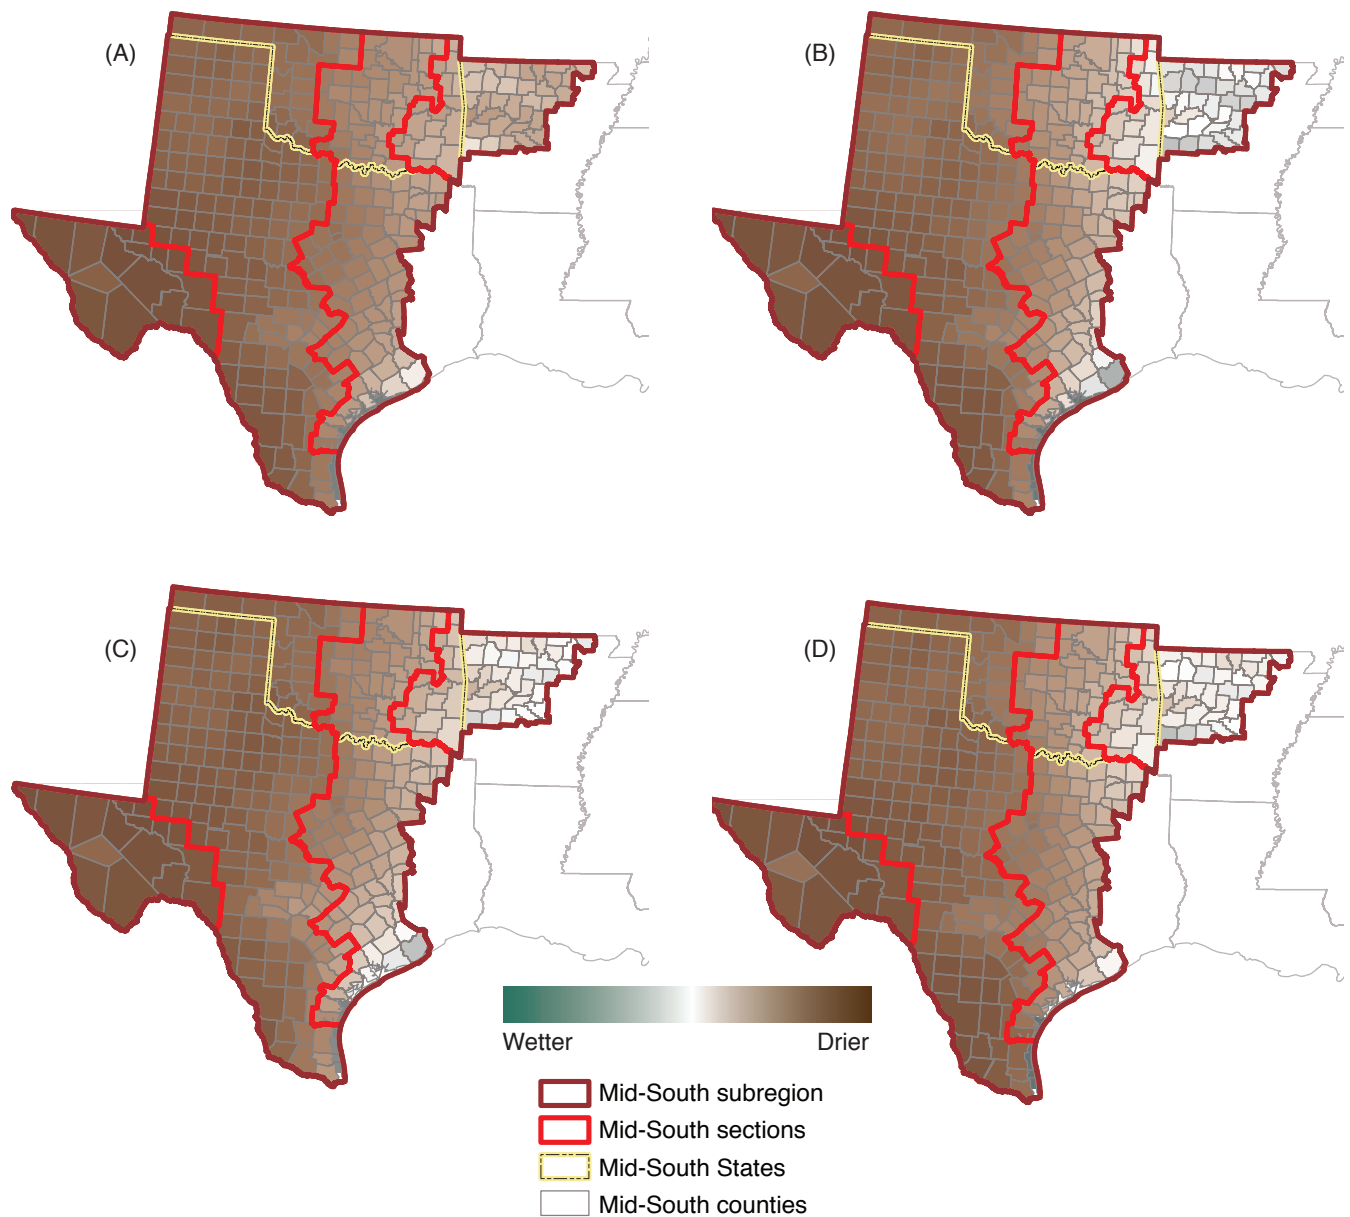 (A)
(B)
(C)
(D)
Wetter Drier
Mid-South subregion
Mid-South sections
Mid-South States
Mid-South counties